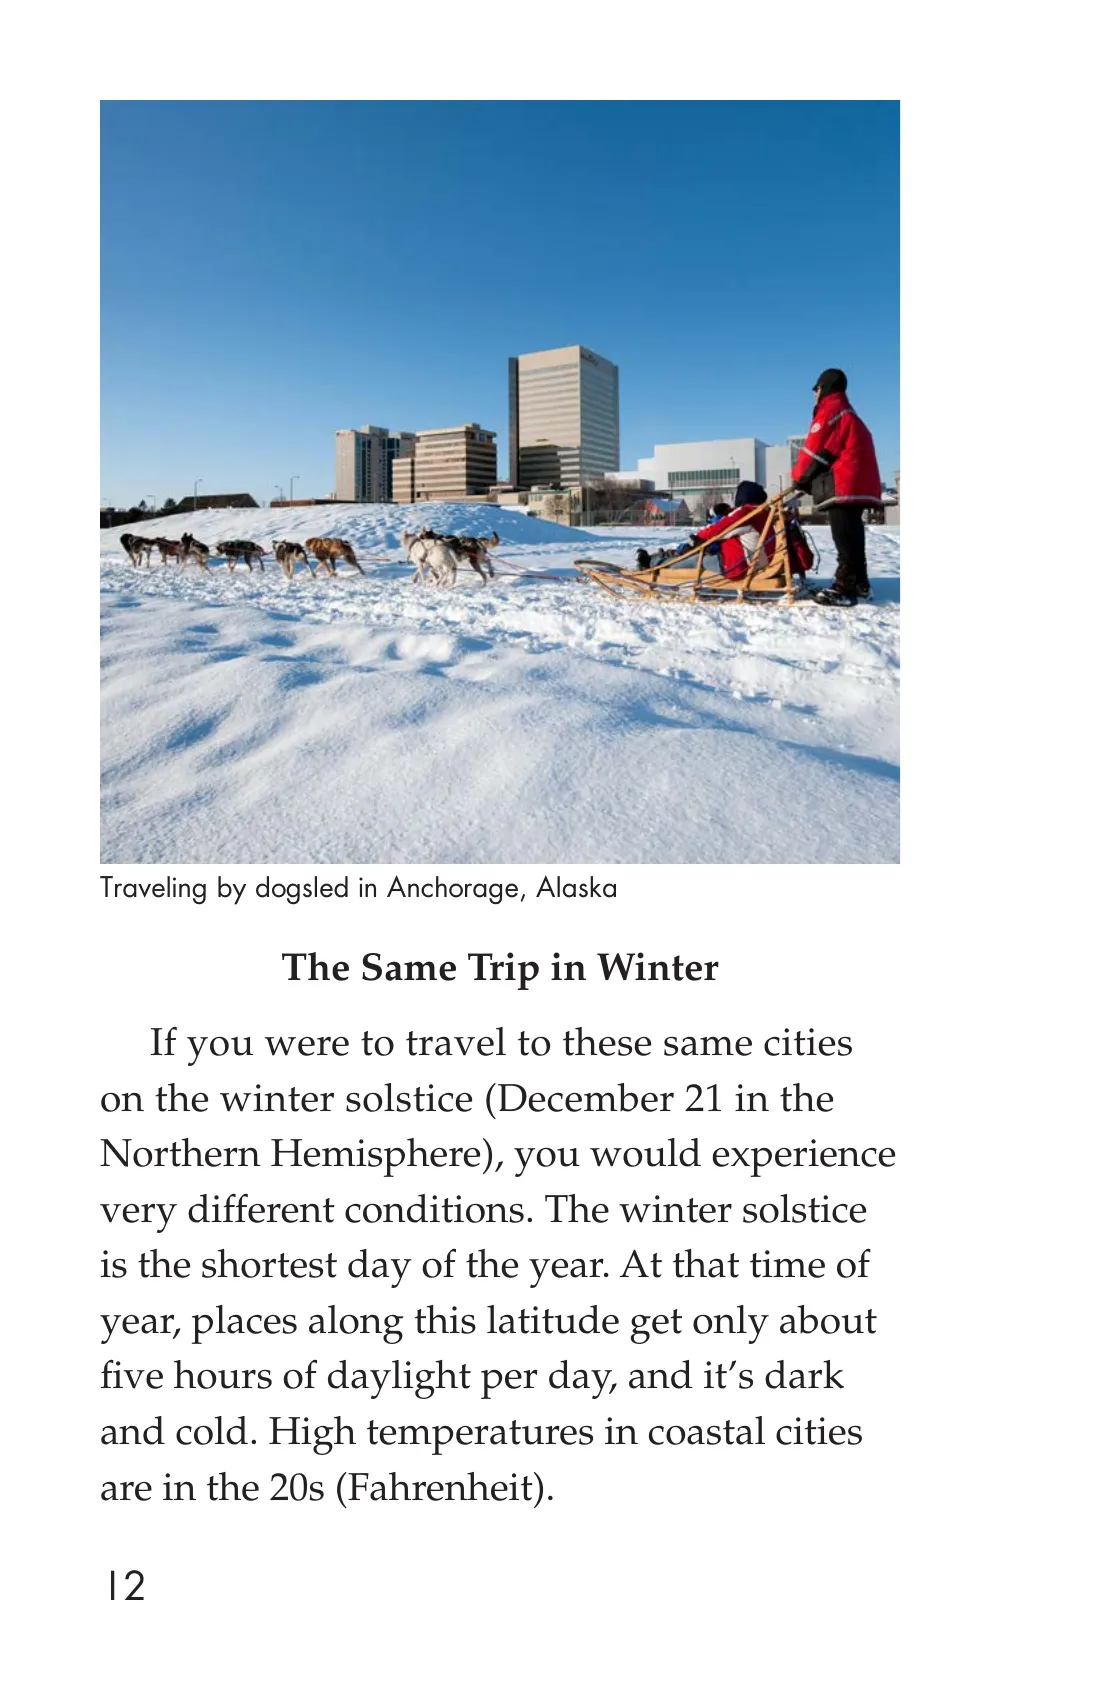 Traveling by dogsled in Anchorage, Alaska
The Same Trip in Winter
If you were to travel to these same cities
on the winter solstice (December 21 in the
Northern Hemisphere), you would experience
very different conditions. The winter solstice
is the shortest day of the year. At that time of
year, places along this latitude get only about
five hours of daylight per day, and it’s dark
and cold. High temperatures in coastal cities
are in the 20s (Fahrenheit).
12